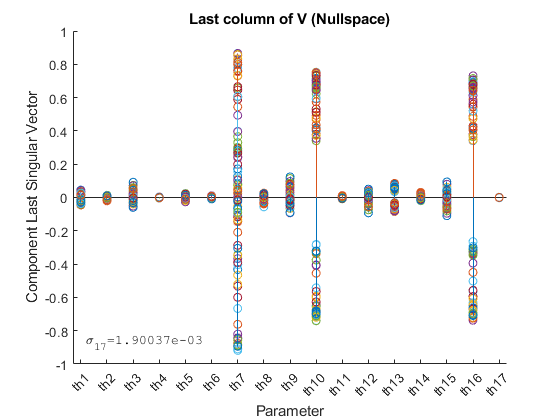 Last column of V (Nullspace)
Component Last Singular Vector
1
0.8
0.6
0.4
0.2
0
-0.2
-0.4
-0.6
-0.8
-1
σ17=1.90037e-03
th1 th2 th3 th4 th5 th6 th7 th8 th9 th10 th11 th12 th13 th14 th15 th16 th17
Parameter